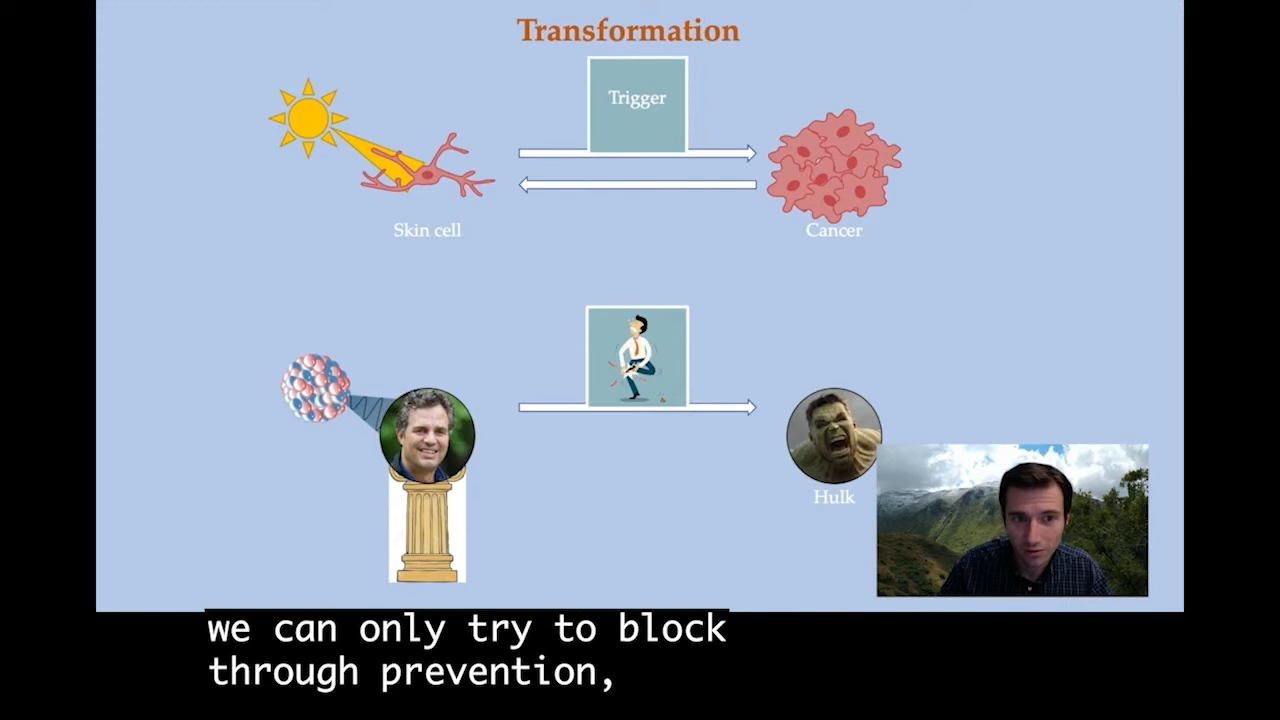 Transformation
Trigger
Skin cell
Cancer
Hulk
we can only try to block
through prevention,